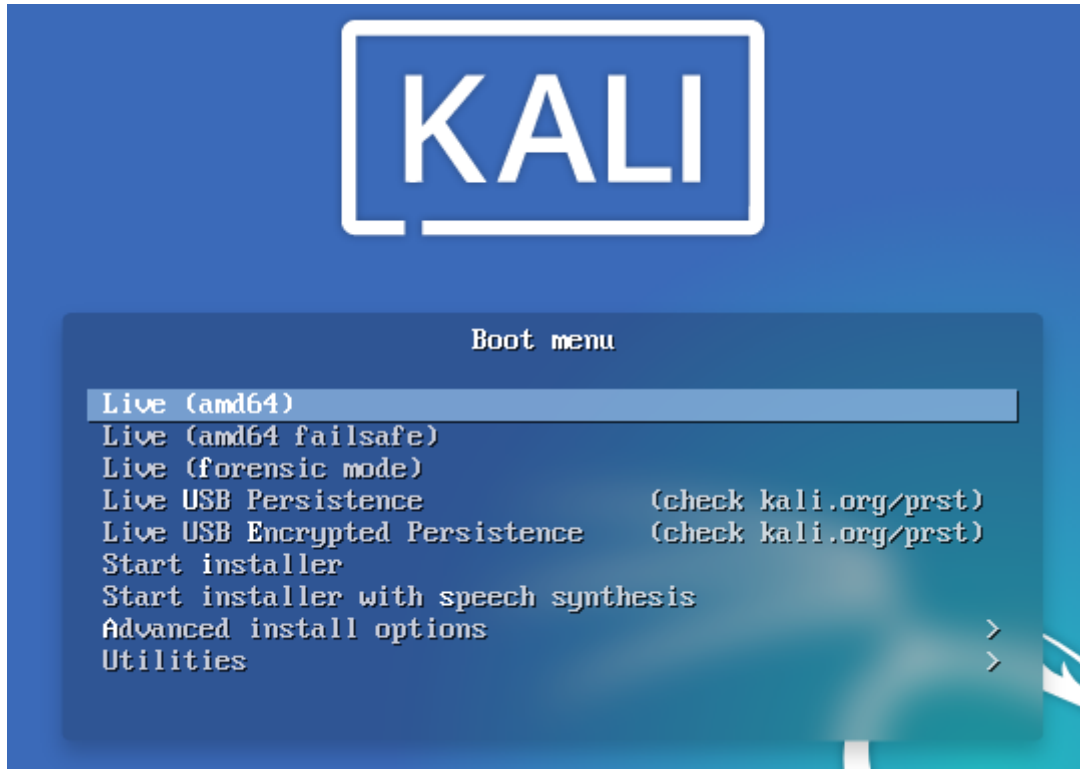 KALI
Boot menu
Live (amd64)
Live (amd64 failsafe)
Live (forensic mode)
Live USB Persistence (check kali.org/prst)
Live USB Encrypted Persistence (check kali.org/prst)
Start installer
Start installer with speech synthesis
Advanced install options >
Utilities >